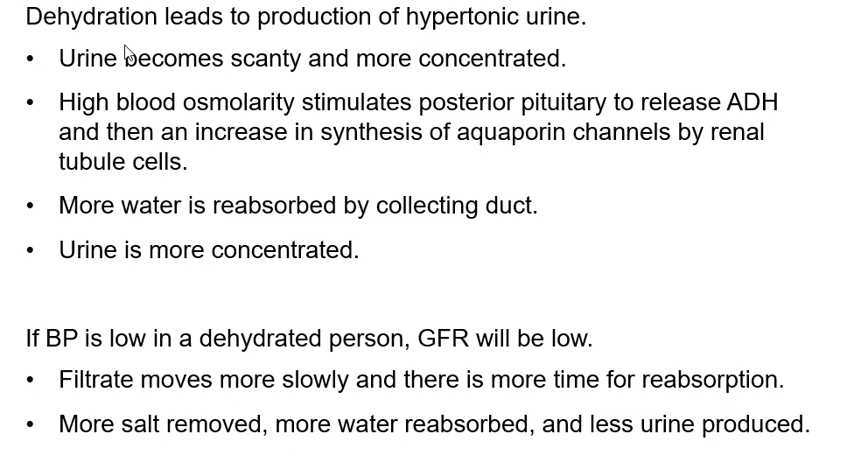 Dehydration leads to production of hypertonic urine.
• Urine becomes scanty and more concentrated.
• High blood osmolarity stimulates posterior pituitary to release ADH
and then an increase in synthesis of aquaporin channels by renal
tubule cells.
• More water is reabsorbed by collecting duct.
• Urine is more concentrated.
If BP is low in a dehydrated person, GFR will be low.
• Filtrate moves more slowly and there is more time for reabsorption.
• More salt removed, more water reabsorbed, and less urine produced.